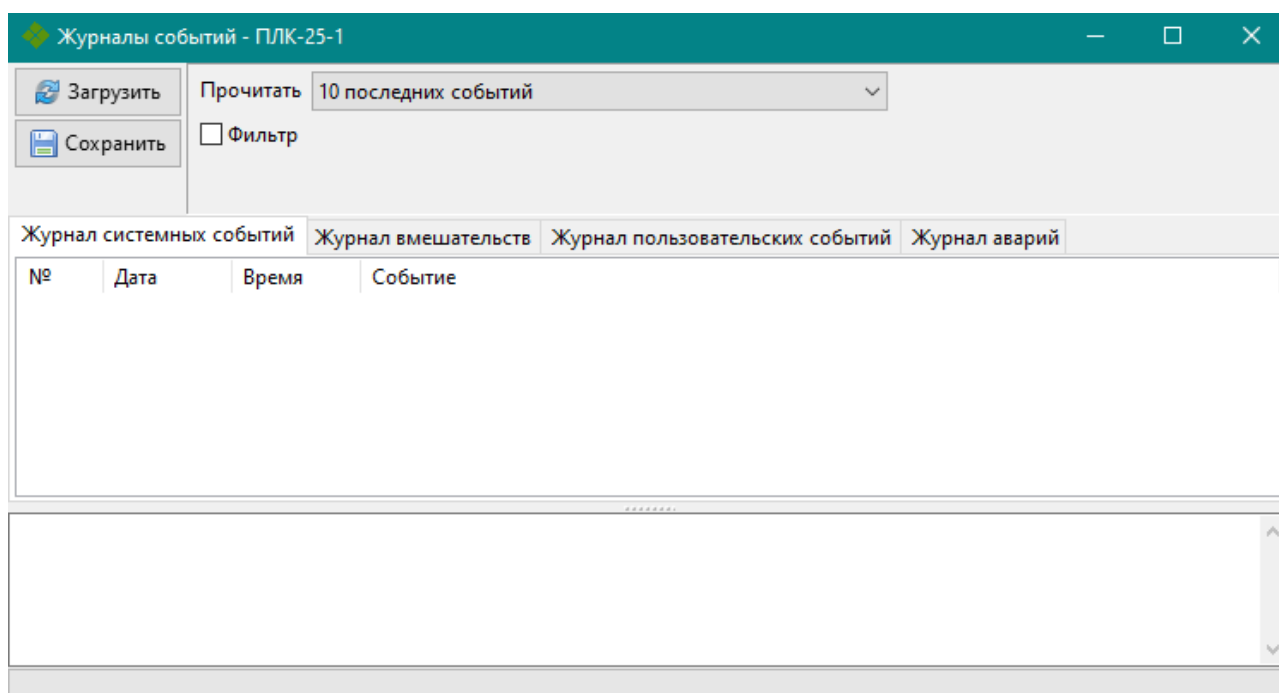 Журналы событий - ПЛК-25-1
Загрузить
Прочитать 10 последних событий
Сохранить
Фильтр
Журнал системных событий Журнал вмешательств Журнал пользовательских событий Журнал аварий
№ Дата Время Событие